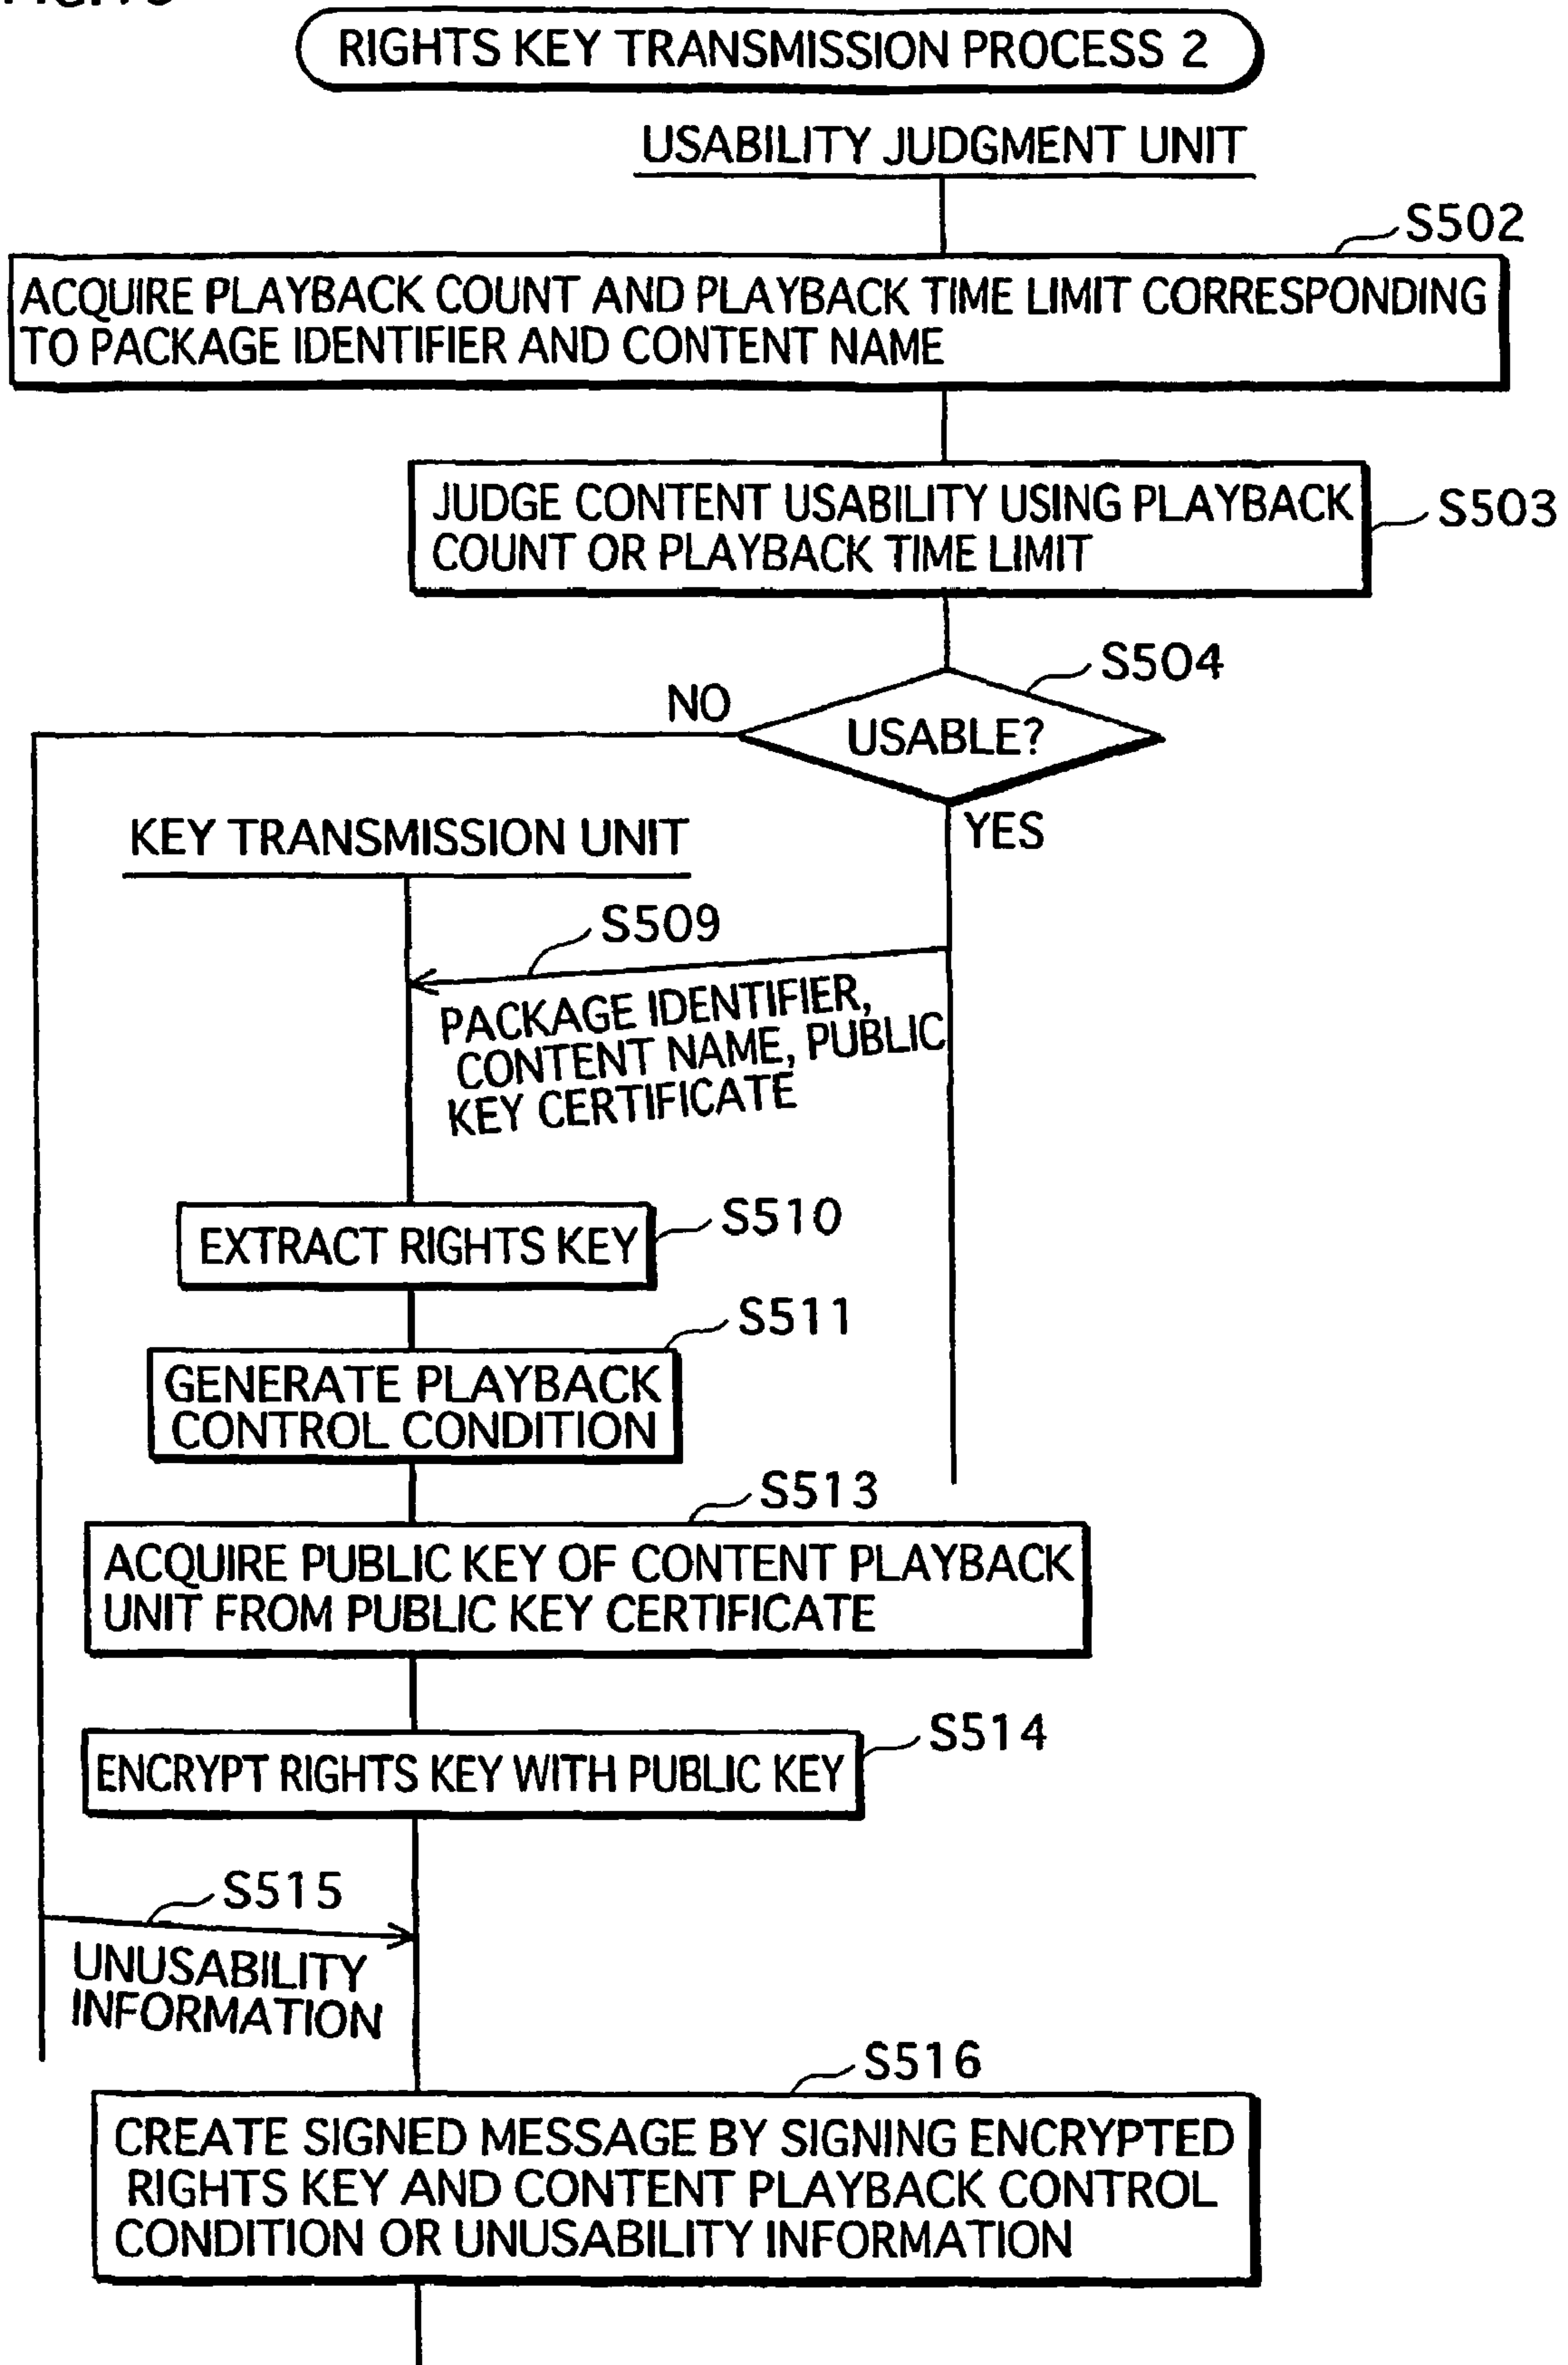 RIGHTS KEY TRANSMISSION PROCESS 2
USABILITY JUDGMENT UNIT
S502
ACQUIRE PLAYBACK COUNT AND PLAYBACK TIME LIMIT CORRESPONDING
TO PACKAGE IDENTIFIER AND CONTENT NAME
JUDGE CONTENT USABILITY USING PLAYBACK
COUNT OR PLAYBACK TIME LIMIT
S503
S504
NO
USABLE?
YES
KEY TRANSMISSION UNIT
S509
PACKAGE IDENTIFIER,
CONTENT NAME, PUBLIC
KEY CERTIFICATE
S510
EXTRACT RIGHTS KEY
S511
GENERATE PLAYBACK
CONTROL CONDITION
S513
ACQUIRE PUBLIC KEY OF CONTENT PLAYBACK
UNIT FROM PUBLIC KEY CERTIFICATE
S514
ENCRYPT RIGHTS KEY WITH PUBLIC KEY
S515
UNUSABILITY
INFORMATION
S516
CREATE SIGNED MESSAGE BY SIGNING ENCRYPTED
RIGHTS KEY AND CONTENT PLAYBACK CONTROL
CONDITION OR UNUSABILITY INFORMATION